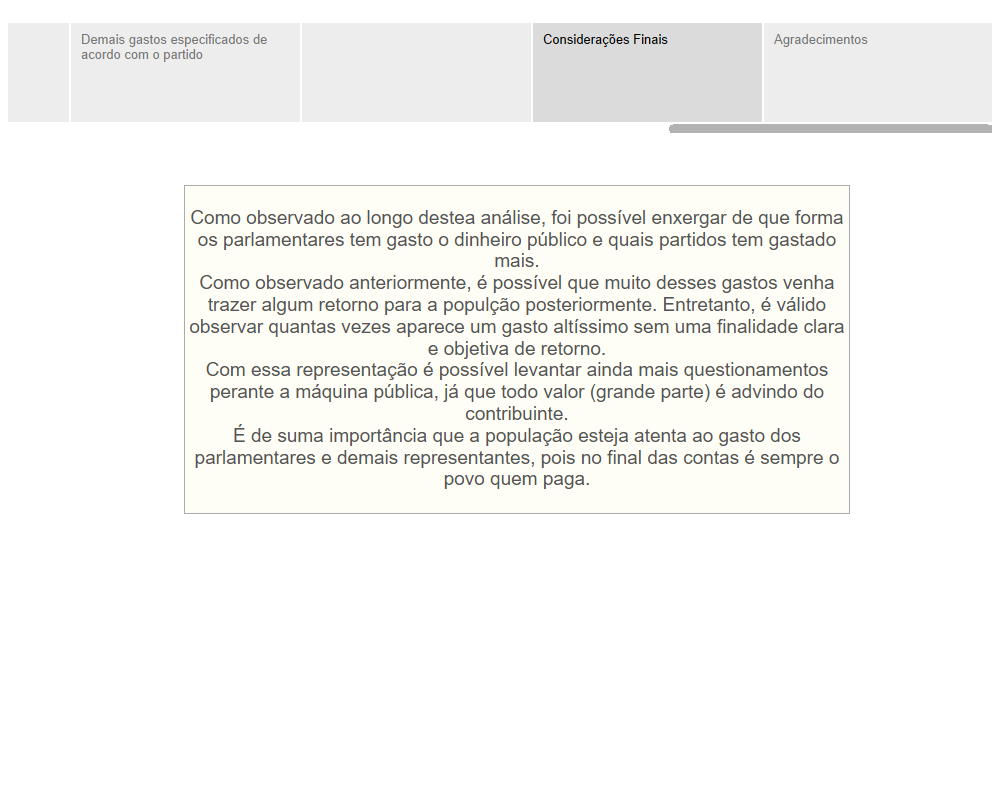 Demais gastos especificados de
acordo com o partido
Considerações Finais
Agradecimentos
Como observado ao longo destea análise, foi possível enxergar de que forma
os parlamentares tem gasto o dinheiro público e quais partidos tem gastado
mais.
Como observado anteriormente, é possível que muito desses gastos venha
trazer algum retorno para a populção posteriormente. Entretanto, é válido
observar quantas vezes aparece um gasto altíssimo sem uma finalidade clara
e objetiva de retorno.
Com essa representação é possível levantar ainda mais questionamentos
perante a máquina pública, já que todo valor (grande parte) é advindo do
contribuinte.
É de suma importância que a população esteja atenta ao gasto dos
parlamentares e demais representantes, pois no final das contas é sempre o
povo quem paga.